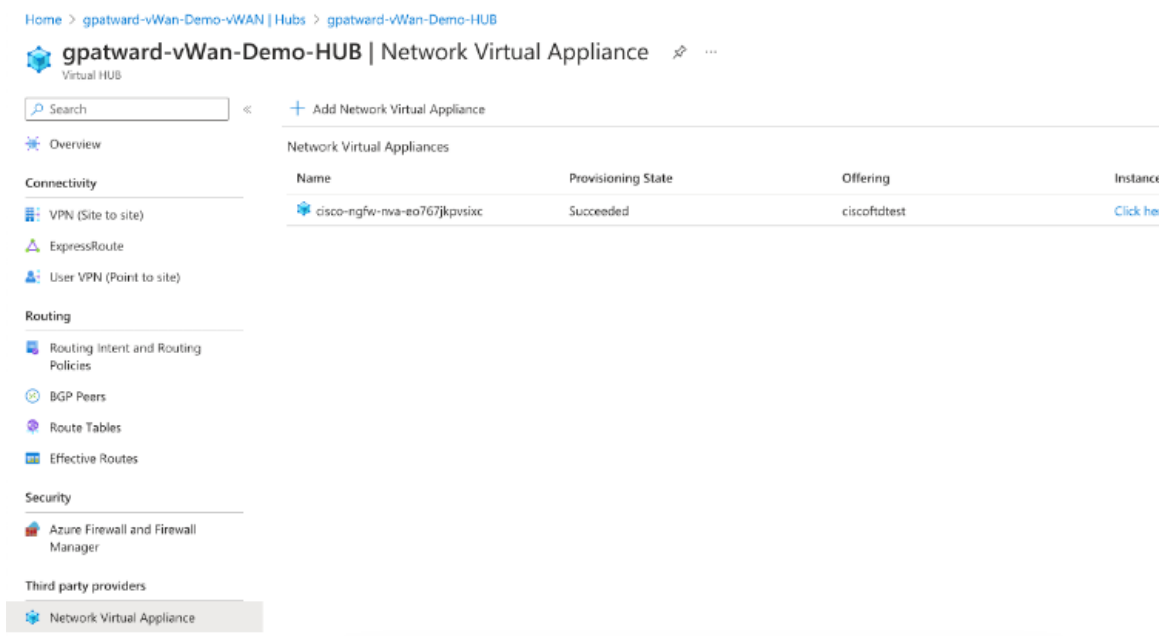 Home > gpatward-vWan-Demo-vWAN | Hubs > gpatward-vWan-Demo-HUB
gpatward-vWan-Demo-HUB | Network Virtual Appliance ...
Virtual HUB
Search «
+ Add Network Virtual Appliance
Overview
Connectivity
VPN (Site to site)
ExpressRoute
User VPN (Point to site)
Routing
Routing Intent and Routing
Policies
BGP Peers
Route Tables
Effective Routes
Security
Azure Firewall and Firewall
Manager
Third party providers
Network Virtual Appliance
Network Virtual Appliances
Name Provisioning State Offering Instance
cisco-ngfw-nva-eo767jkpvsixc Succeeded ciscoftdtest Click he